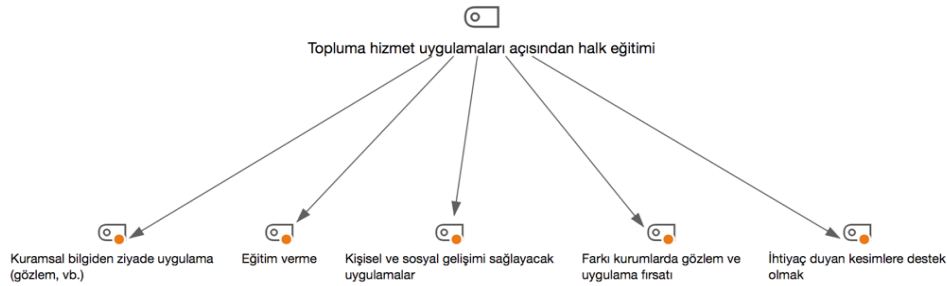 Topluma hizmet uygulamaları açısından halk eğitimi
Kuramsal bilgiden ziyade uygulama
(gözlem, vb.)
Eğitim verme
Kişisel ve sosyal gelişimi sağlayacak
uygulamalar
Farkı kurumlarda gözlem ve
uygulama fırsatı
İhtiyaç duyan kesimlere destek
olmak